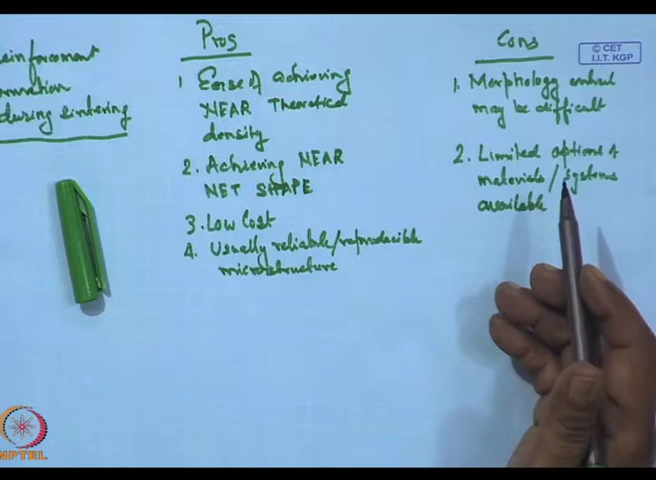 reinforcement
rmation
during sintering
Pros
1 Ease of achieving
NEAR Theoretical
density
2. Achieving NEAR
NET SHAPE
3. Low Cost
4. Usually reliable/reproducible
microstructure
Cons
1. Morphology control
may be difficult
2. Limited options of
materials/systems
available
© CET
I.I.T. KGP
NPTEL